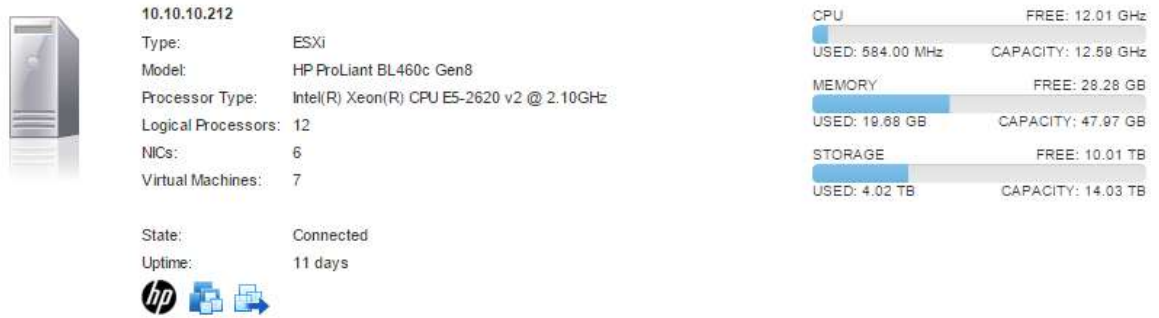 10.10.10.212
Type: ESXi
Model: HP ProLiant BL460c Gen8
Processor Type: Intel(R) Xeon(R) CPU E5-2620 v2 @ 2.10GHz
Logical Processors: 12
NICs: 6
Virtual Machines: 7
State: Connected
Uptime: 11 days
hp
CPU FREE: 12.01 GHz
USED: 584.00 MHz CAPACITY: 12.59 GHz
MEMORY FREE: 28.28 GB
USED: 19.68 GB CAPACITY: 47.97 GB
STORAGE FREE: 10.01 TB
USED: 4.02 TB CAPACITY: 14.03 TB